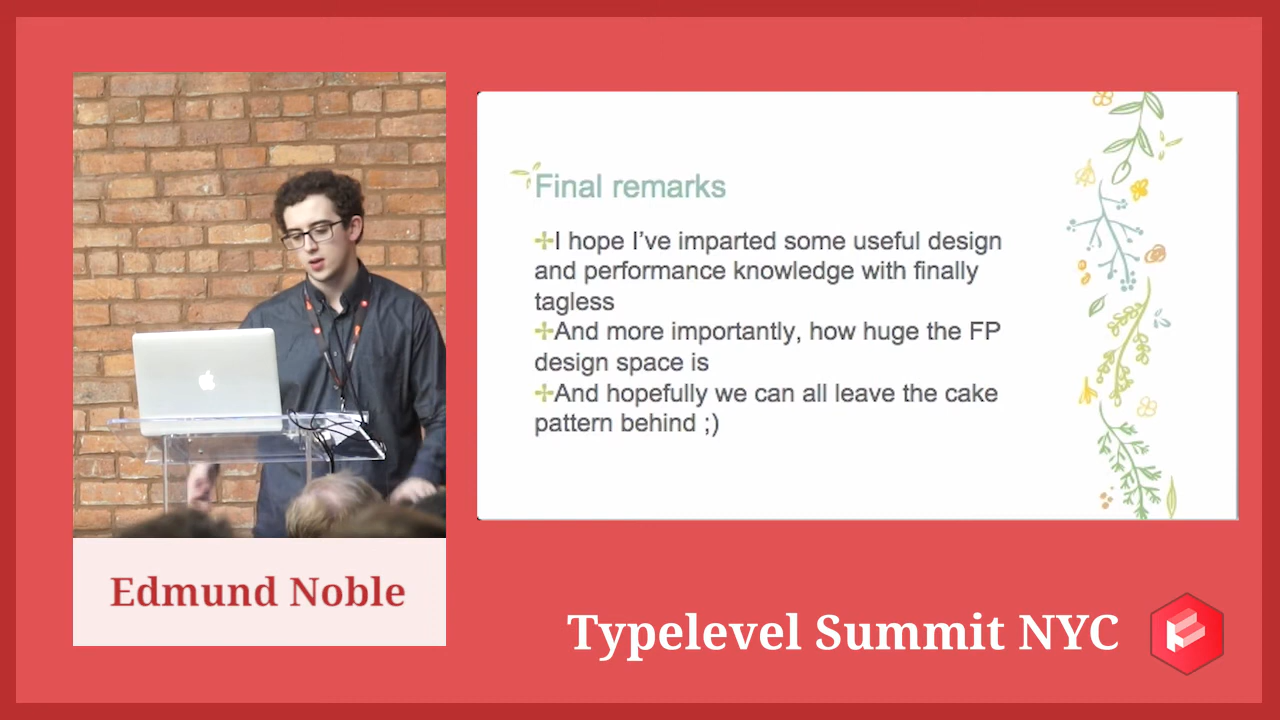 Final remarks
I hope I’ve imparted some useful design
and performance knowledge with finally
tagless
And more importantly, how huge the FP
design space is
And hopefully we can all leave the cake
pattern behind ;)
Edmund Noble
Typelevel Summit NYC